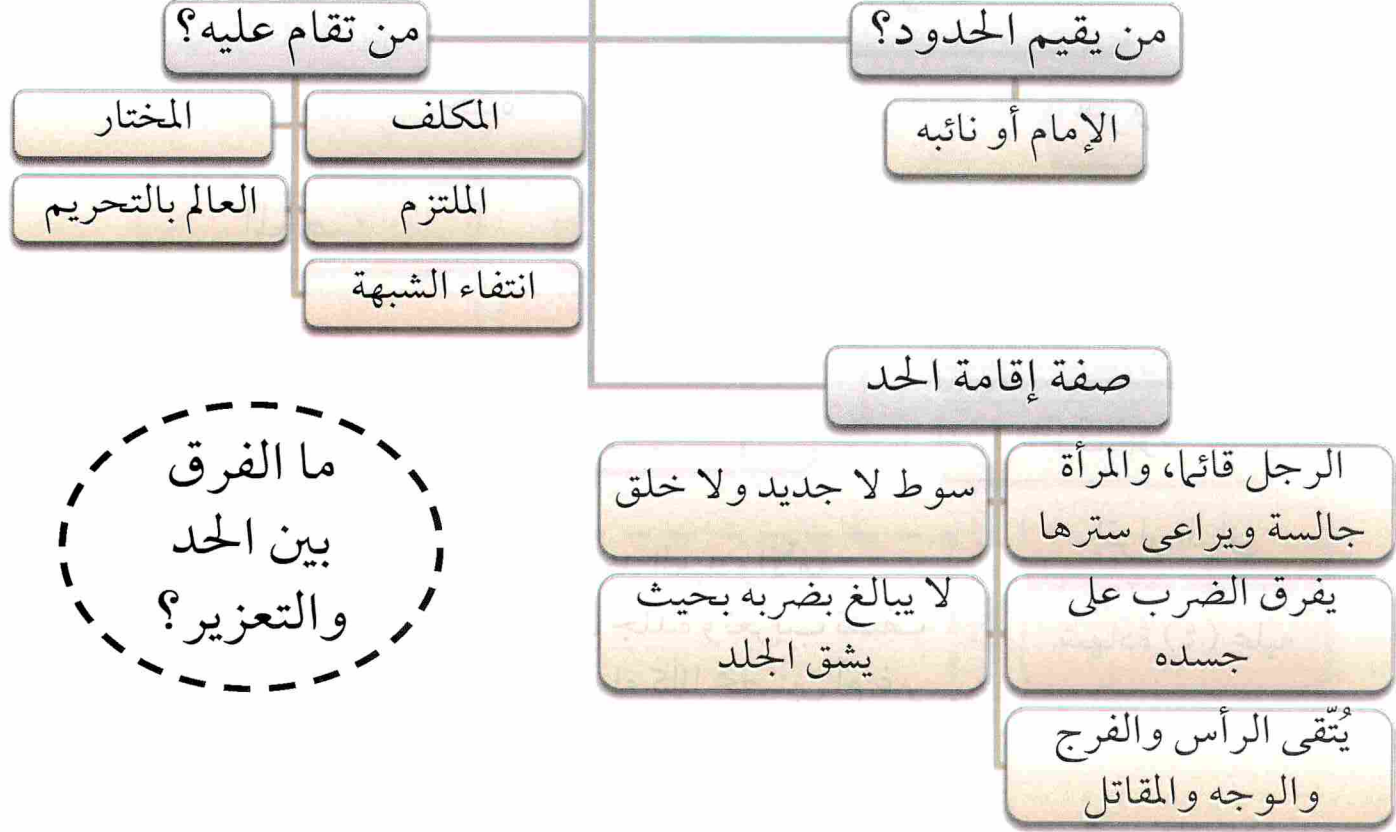 من يقيم الحدود؟
الإمام أو نائبه
من تقام عليه؟
المكلف
المختار
الملتزم
العالم بالتحريم
انتفاء الشبهة
صفة إقامة الحد
الرجل قائما، والمرأة
جالسة ويراعى سترها
سوط لا جديد ولا خلق
يفرق الضرب على
جسده
لا يبالغ بضربه بحيث
يشق الجلد
يُتّقى الرأس والفرج
والوجه والمقاتل
ما الفرق
بين الحد
والتعزير؟